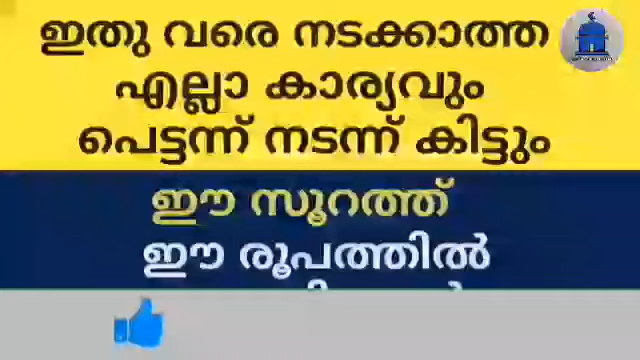 ഇതു വരെ നടക്കാത്ത
എല്ലാ കാര്യവും
പെട്ടന്ന് നടന്ന് കിട്ടും
ഈ സൂറത്ത്
ഈ രൂപത്തിൽ